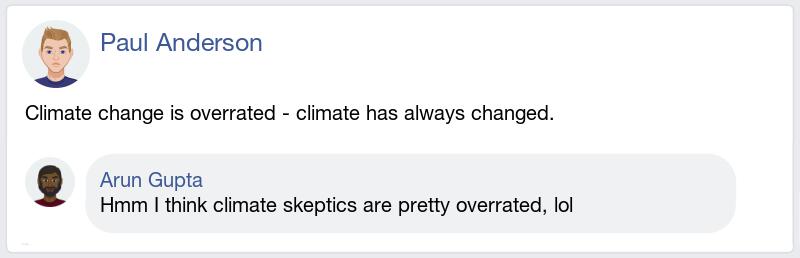 Paul Anderson
Climate change is overrated - climate has always changed.
Arun Gupta
Hmm I think climate skeptics are pretty overrated, lol